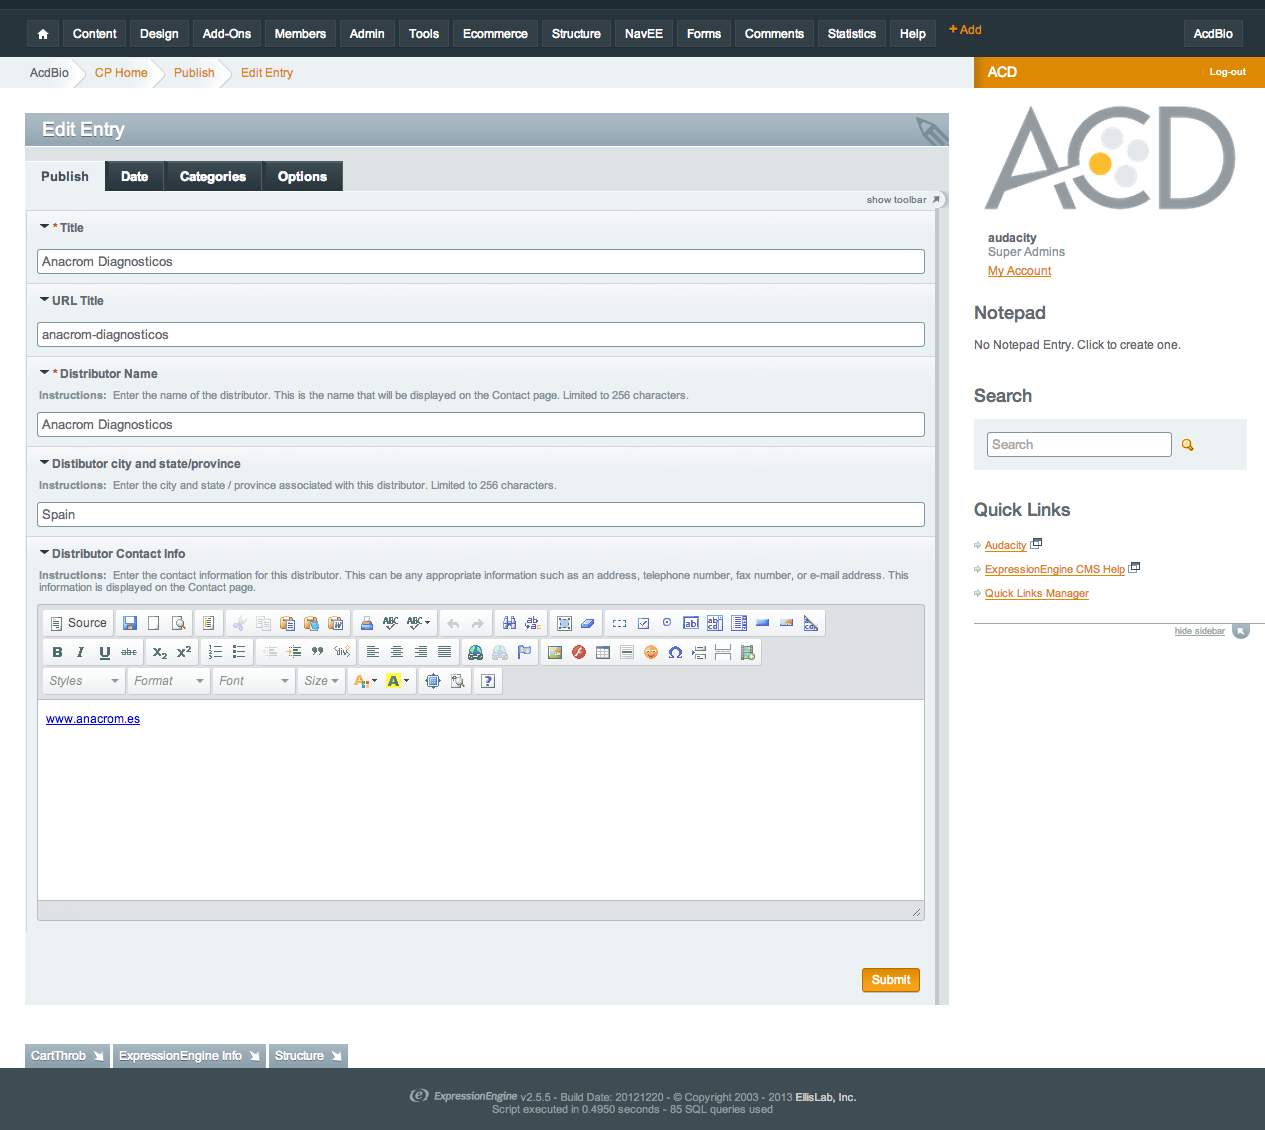 Content Design Add-Ons Members Admin Tools Ecommerce Structure NavEE Forms Comments Statistics Help + Add AcdBio
AcdBio CP Home Publish Edit Entry
ACD Log-out
Edit Entry
Publish Date Categories Options
show toolbar
* Title
Anacrom Diagnosticos
URL Title
anacrom-diagnosticos
* Distributor Name
Instructions: Enter the name of the distributor. This is the name that will be displayed on the Contact page. Limited to 256 characters.
Anacrom Diagnosticos
Distibutor city and state/province
Instructions: Enter the city and state / province associated with this distributor. Limited to 256 characters.
Spain
Distributor Contact Info
Instructions: Enter the contact information for this distributor. This can be any appropriate information such as an address, telephone number, fax number, or e-mail address. This
information is displayed on the Contact page.
Source
Styles Format Font Size
www.anacrom.es
Submit
ACD
audacity
Super Admins
My Account
Notepad
No Notepad Entry. Click to create one.
Search
Search
Quick Links
Audacity
ExpressionEngine CMS Help
Quick Links Manager
hide sidebar
CartThrob ExpressionEngine Info Structure
ExpressionEngine v2.5.5 - Build Date: 20121220 - © Copyright 2003 - 2013 EllisLab, Inc.
Script executed in 0.4950 seconds - 85 SQL queries used